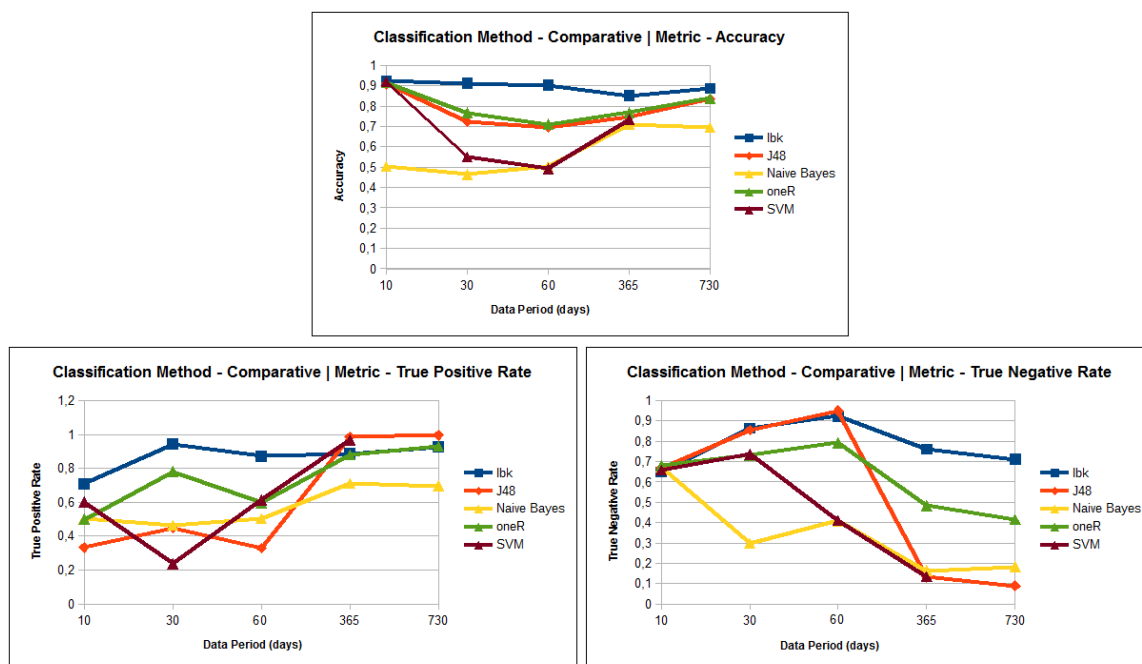 Classification Method - Comparative | Metric - Accuracy
1
0,9
0,8
0,7
0,6
0,5
0,4
0,3
0,2
0,1
0
Accuracy
10 30 60 365 730
Data Period (days)
Ibk
J48
Naive Bayes
oneR
SVM
Classification Method - Comparative | Metric - True Positive Rate
1,2
1
0,8
0,6
0,4
0,2
0
True Positive Rate
10 30 60 365 730
Data Period (days)
Ibk
J48
Naive Bayes
oneR
SVM
Classification Method - Comparative | Metric - True Negative Rate
1
0,9
0,8
0,7
0,6
0,5
0,4
0,3
0,2
0,1
0
True Negative Rate
10 30 60 365 730
Data Period (days)
Ibk
J48
Naive Bayes
oneR
SVM